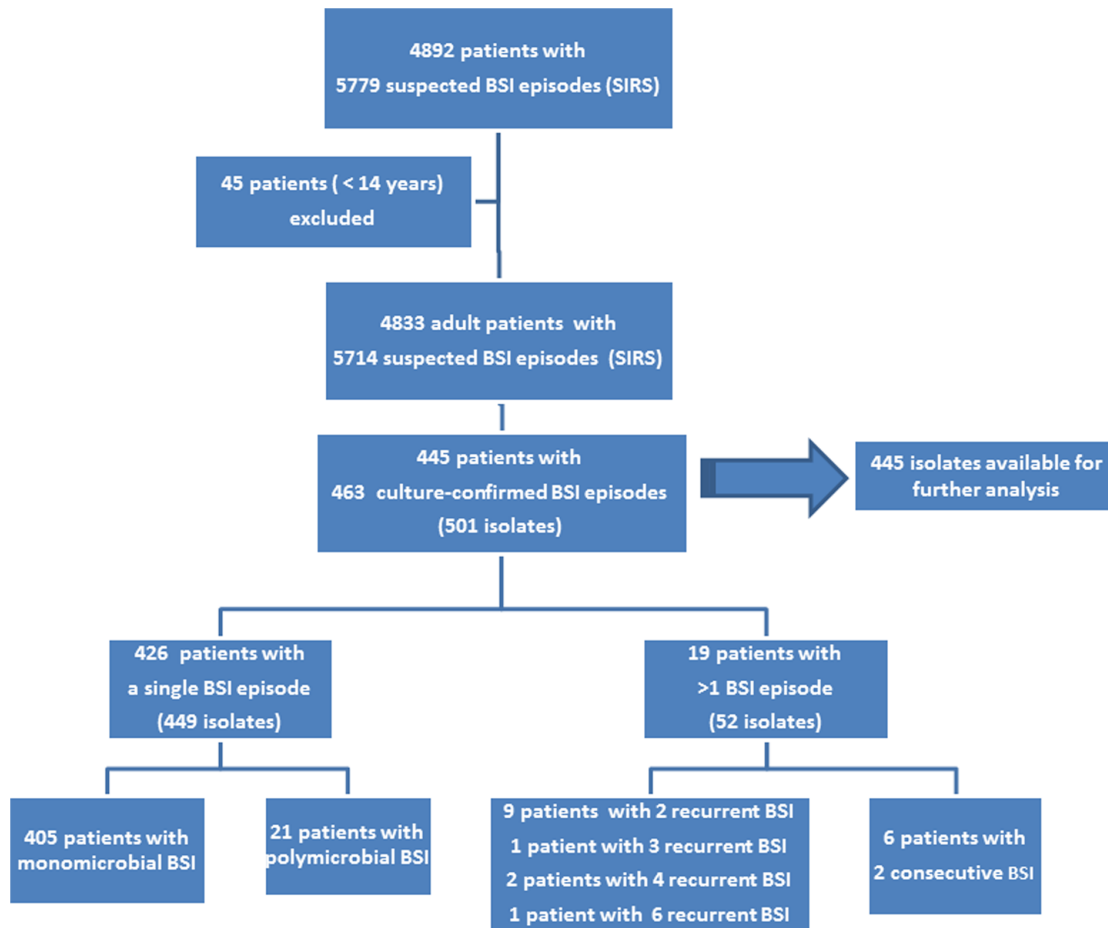 4892 patients with
5779 suspected BSI episodes (SIRS)
45 patients ( < 14 years)
excluded
4833 adult patients with
5714 suspected BSI episodes (SIRS)
445 patients with
463 culture-confirmed BSI episodes
(501 isolates)
445 isolates available for
further analysis
426 patients with
a single BSI episode
(449 isolates)
19 patients with
>1 BSI episode
(52 isolates)
405 patients with
monomicrobial BSI
21 patients with
polymicrobial BSI
9 patients with 2 recurrent BSI
1 patient with 3 recurrent BSI
2 patients with 4 recurrent BSI
1 patient with 6 recurrent BSI
6 patients with
2 consecutive BSI